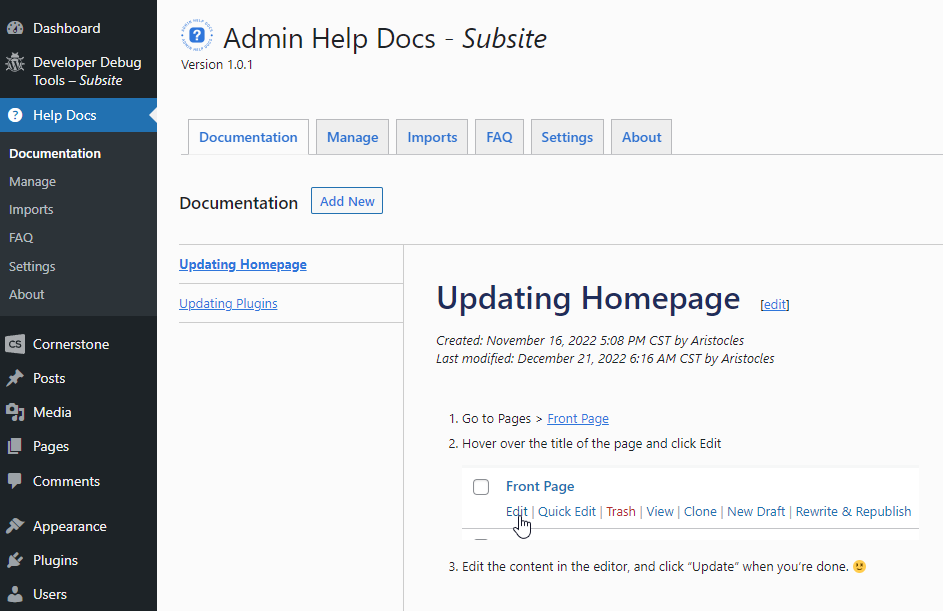 Dashboard
Developer Debug
Tools – Subsite
Help Docs
Documentation
Manage
Imports
FAQ
Settings
About
CS
Cornerstone
Posts
Media
Pages
Comments
Appearance
Plugins
Users
Admin Help Docs - Subsite
Version 1.0.1
Documentation
Manage
Imports
FAQ
Settings
About
Documentation
Add New
Updating Homepage
Updating Plugins
Updating Homepage [edit]
Created: November 16, 2022 5:08 PM CST by Aristocles
Last modified: December 21, 2022 6:16 AM CST by Aristocles
1. Go to Pages > Front Page
2. Hover over the title of the page and click Edit
Front Page
Edit | Quick Edit | Trash | View | Clone | New Draft | Rewrite & Republish
3. Edit the content in the editor, and click “Update” when you’re done. 🙂